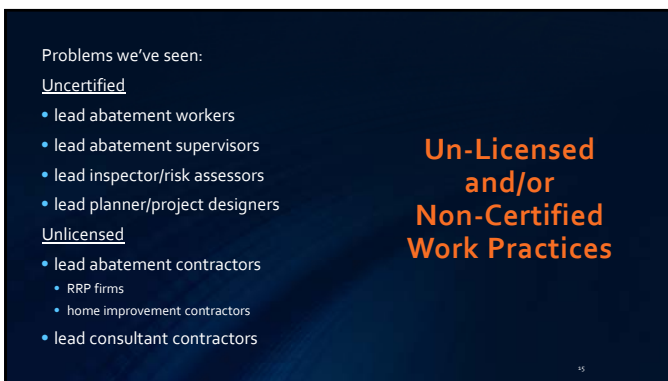 Problems we've seen:
Uncertified
• lead abatement workers
• lead abatement supervisors
• lead inspector/risk assessors
• lead planner/project designers
Unlicensed
• lead abatement contractors
• RRP firms
• home improvement contractors
• lead consultant contractors
Un-Licensed
and/or
Non-Certified
Work Practices
15